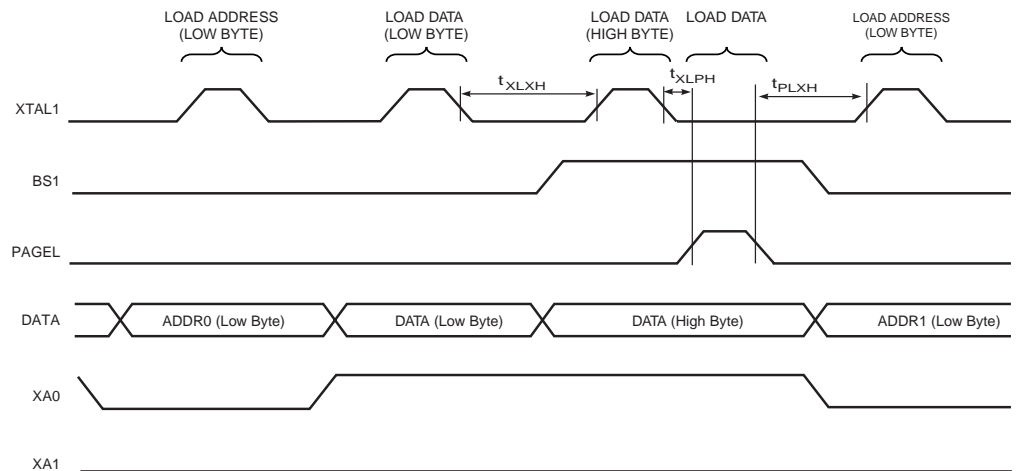 LOAD ADDRESS
(LOW BYTE)
LOAD DATA
(LOW BYTE)
LOAD DATA
(HIGH BYTE)
LOAD DATA
LOAD ADDRESS
(LOW BYTE)
tXLXH
tXLPH
tPLXH
XTAL1
BS1
PAGEL
DATA
ADDR0 (Low Byte)
DATA (Low Byte)
DATA (High Byte)
ADDR1 (Low Byte)
XA0
XA1